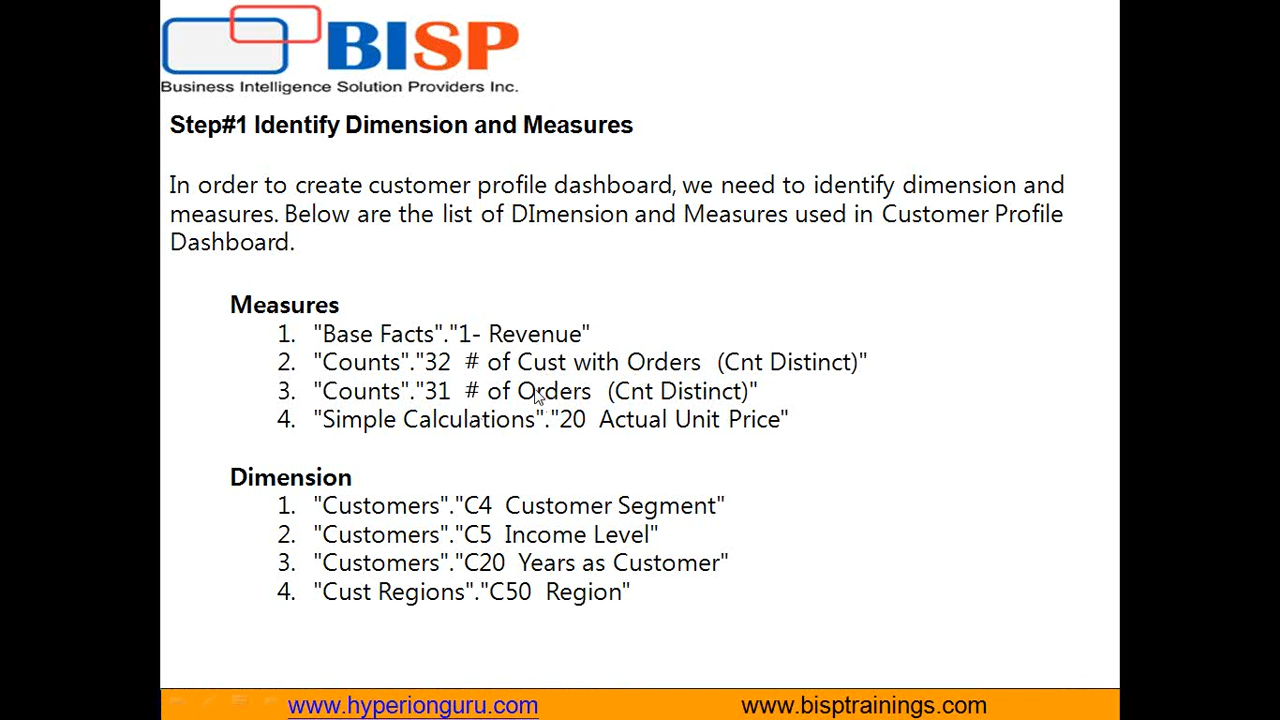 BISP
Business Intelligence Solution Providers Inc.
Step#1 Identify Dimension and Measures
In order to create customer profile dashboard, we need to identify dimension and
measures. Below are the list of DImension and Measures used in Customer Profile
Dashboard.
Measures
1. "Base Facts"."1- Revenue"
2. "Counts"."32  # of Cust with Orders  (Cnt Distinct)"
3. "Counts"."31  # of Orders  (Cnt Distinct)"
4. "Simple Calculations"."20  Actual Unit Price"
Dimension
1. "Customers"."C4  Customer Segment"
2. "Customers"."C5  Income Level"
3. "Customers"."C20  Years as Customer"
4. "Cust Regions"."C50  Region"
www.hyperionguru.com www.bisptrainings.com